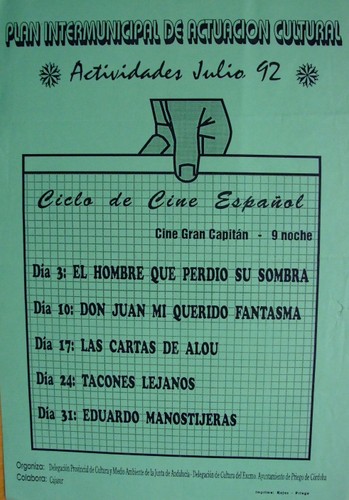 PLAN INTERMUNICIPAL DE ACTUACION CULTURAL
Actividades Julio 92
Ciclo de Cine Español
Cine Gran Capitán - 9 noche
Día 3: EL HOMBRE QUE PERDIO SU SOMBRA
Día 10: DON JUAN MI QUERIDO FANTASMA
Día 17: LAS CARTAS DE ALOU
Día 24: TACONES LEJANOS
Día 31: EDUARDO MANOSTIJERAS
Organiza: Delegación Provincial de Cultura y Medio Ambiente de la Junta de Andalucía - Delegación de Cultura del Excmo. Ayuntamiento de Priego de Córdoba
Colabora: Cajasur